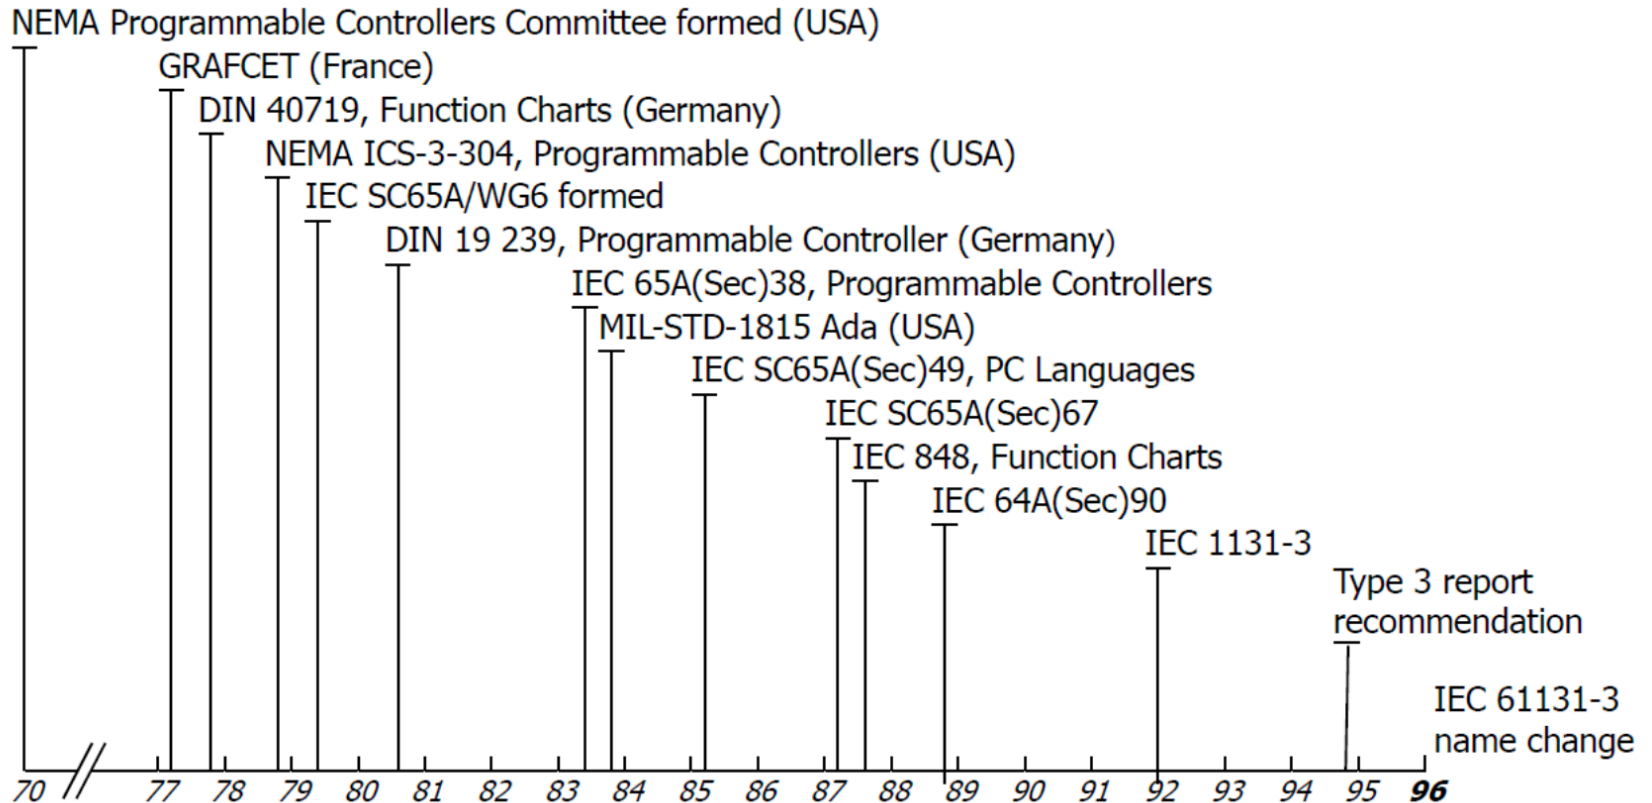 NEMA Programmable Controllers Committee formed (USA)
GRAFCET (France)
DIN 40719, Function Charts (Germany)
NEMA ICS-3-304, Programmable Controllers (USA)
IEC SC65A/WG6 formed
DIN 19 239, Programmable Controller (Germany)
IEC 65A(Sec)38, Programmable Controllers
MIL-STD-1815 Ada (USA)
IEC SC65A(Sec)49, PC Languages
IEC SC65A(Sec)67
IEC 848, Function Charts
IEC 64A(Sec)90
IEC 1131-3
Type 3 report
recommendation
IEC 61131-3
name change
70 // 77 78 79 80 81 82 83 84 85 86 87 88 89 90 91 92 93 94 95 96